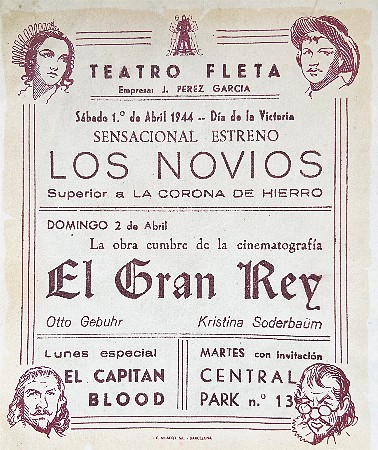 TEATRO FLETA
Empresa: J. PEREZ GARCIA
Sábado 1.º de Abril 1944 -- Día de la Victoria
SENSACIONAL ESTRENO
LOS NOVIOS
Superior a LA CORONA DE HIERRO
DOMINGO 2 de Abril
La obra cumbre de la cinematografía
El Gran Rey
Otto Gebuhr Kristina Soderbaüm
Lunes especial
EL CAPITAN
BLOOD
MARTES con invitación
CENTRAL
PARK n.º 13
BARCELONA